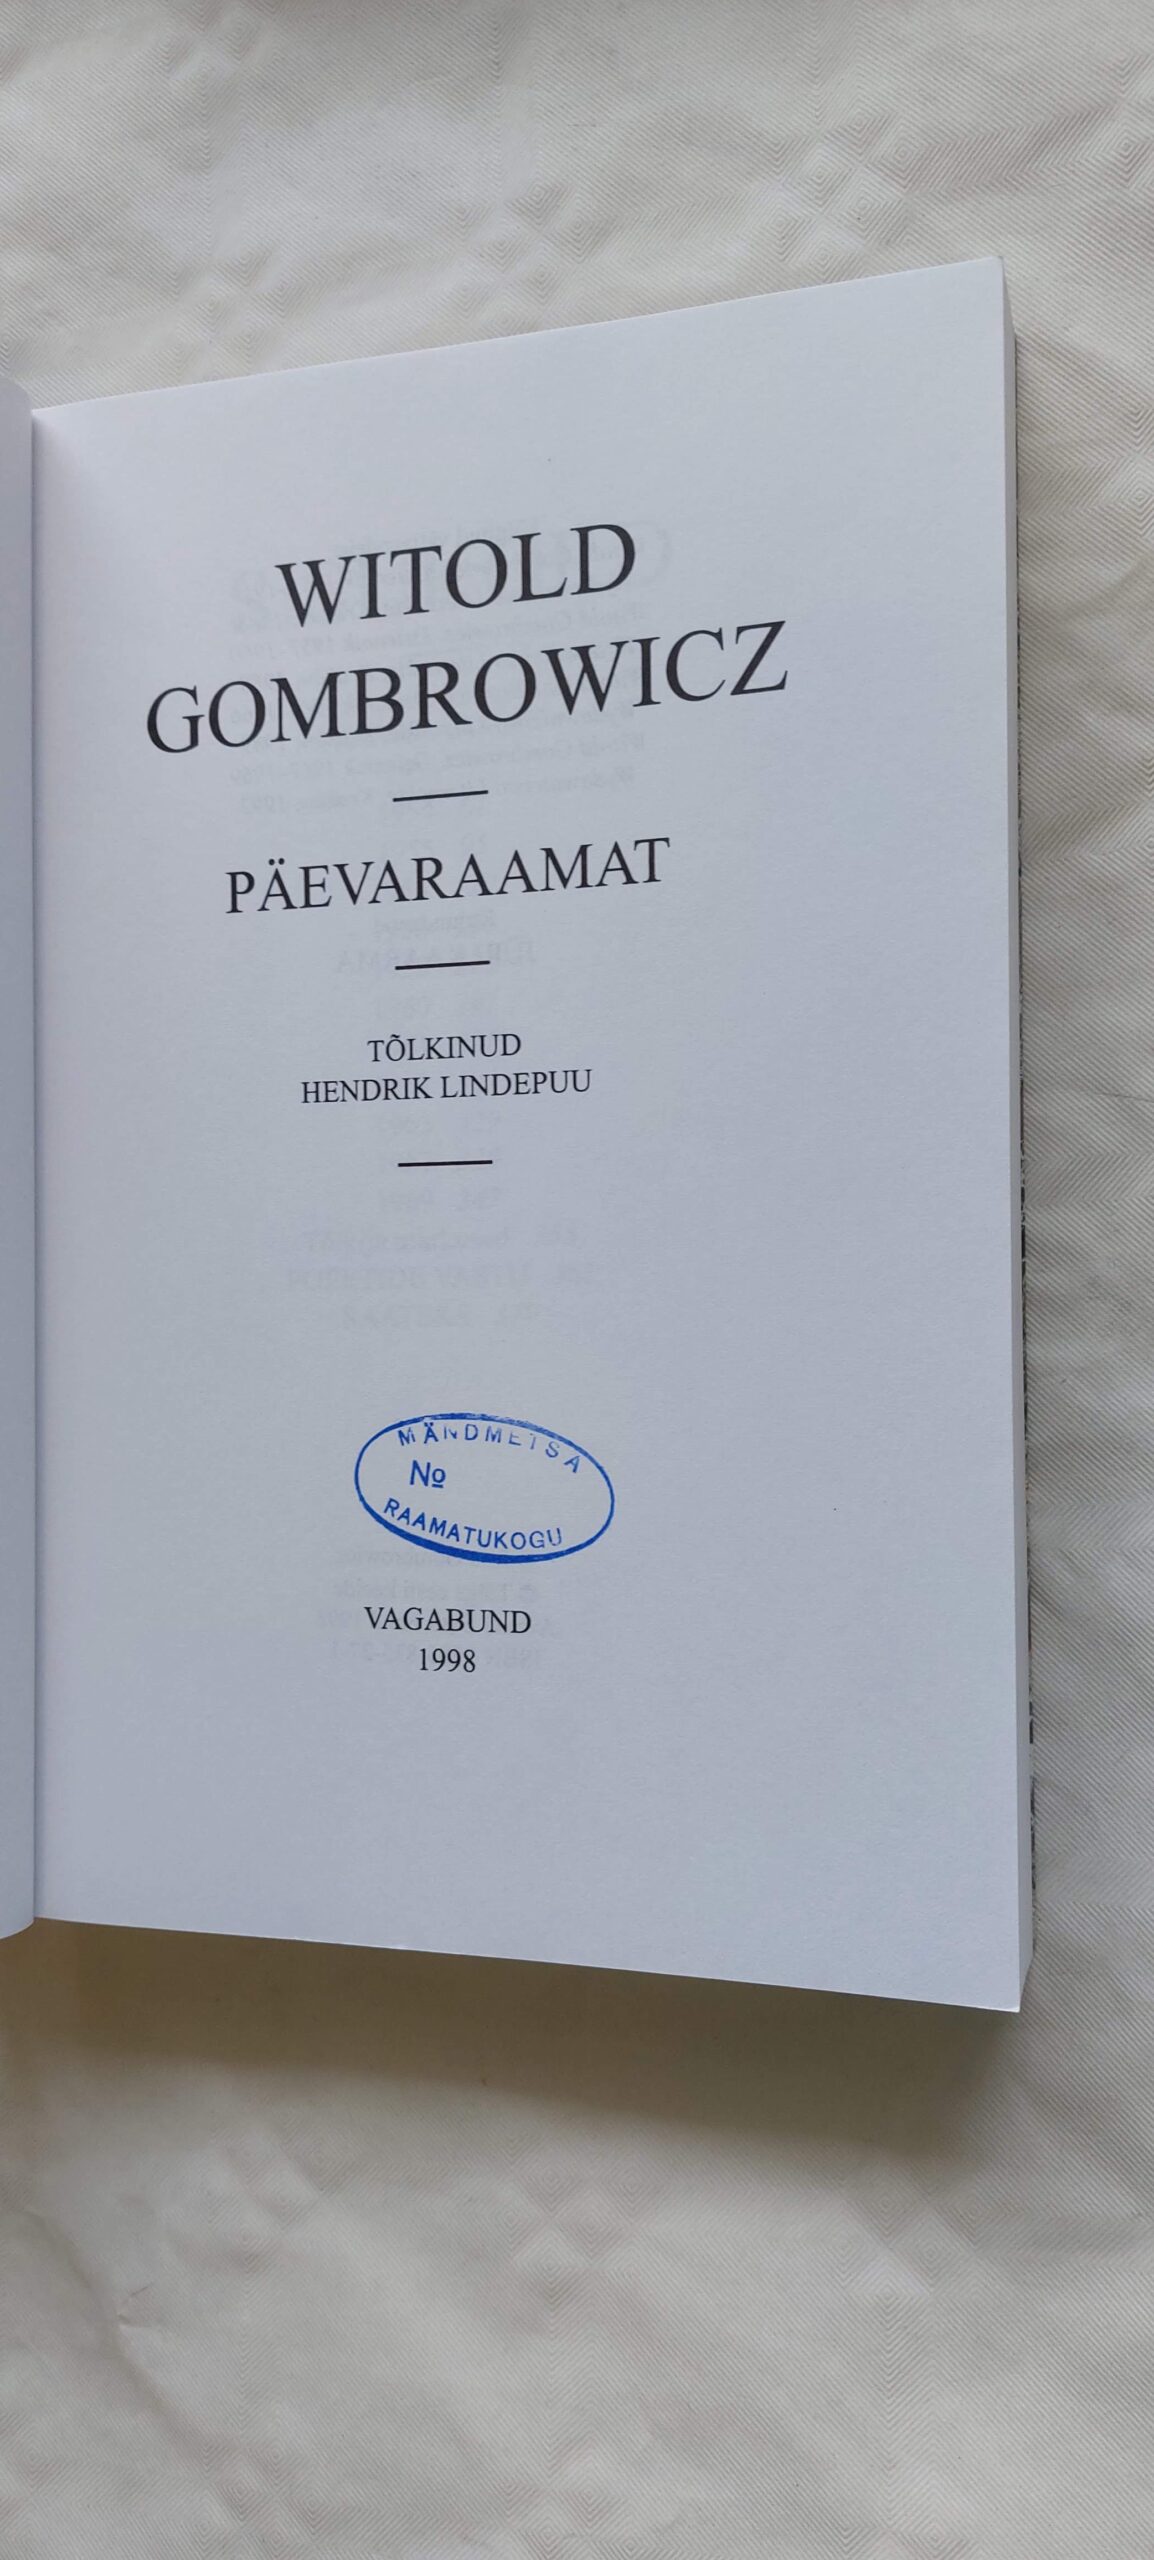 WITOLD
GOMBROWICZ
PÄEVARAAMAT
TÕLKINUD
HENDRIK LINDEPUU
MÄNDMETSA
№
RAAMATUKOGU
VAGABUND
1998